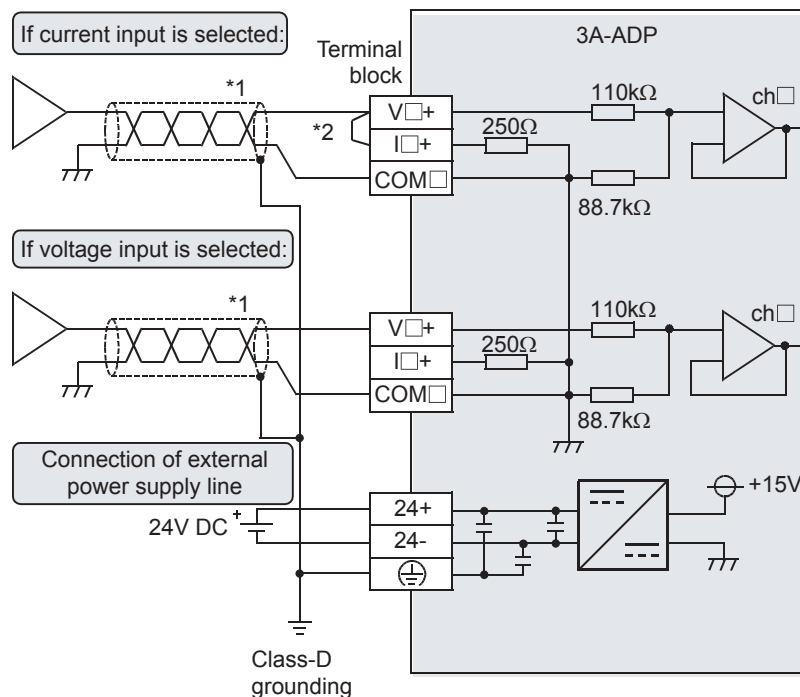 If current input is selected:
3A-ADP
Terminal
block
*1
*2
V□+
I□+
COM□
250Ω
110kΩ
88.7kΩ
ch□
If voltage input is selected:
*1
V□+
I□+
COM□
250Ω
110kΩ
88.7kΩ
ch□
Connection of external
power supply line
24V DC
+
24+
24-
+15V
Class-D
grounding